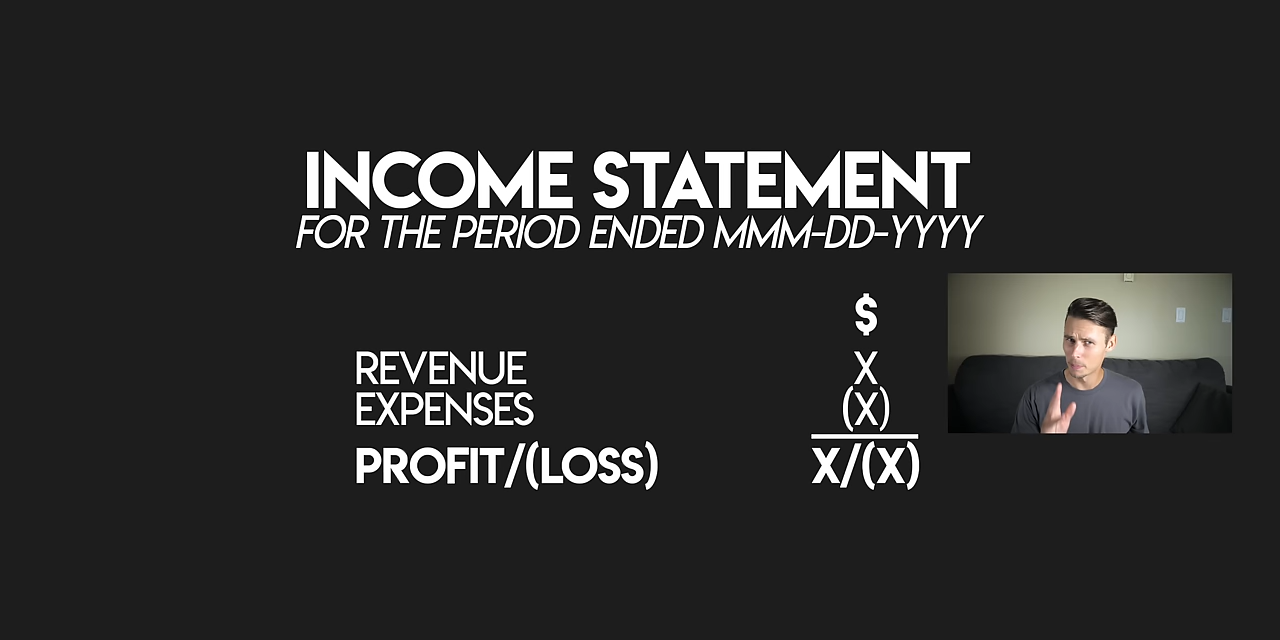 INCOME STATEMENT
FOR THE PERIOD ENDED MMM-DD-YYYY
$
REVENUE X
EXPENSES (X)
PROFIT/(LOSS) X/(X)